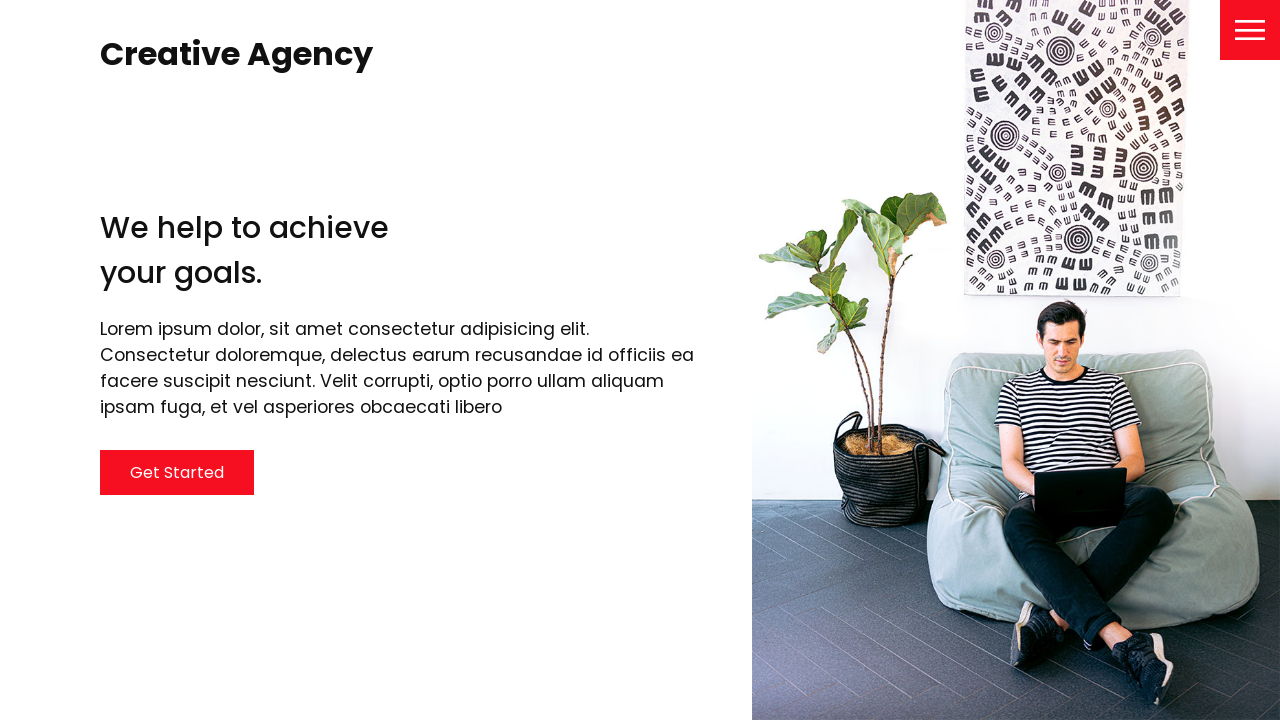 Creative Agency
We help to achieve
your goals.
Lorem ipsum dolor, sit amet consectetur adipisicing elit.
Consectetur doloremque, delectus earum recusandae id officiis ea
facere suscipit nesciunt. Velit corrupti, optio porro ullam aliquam
ipsam fuga, et vel asperiores obcaecati libero
Get Started